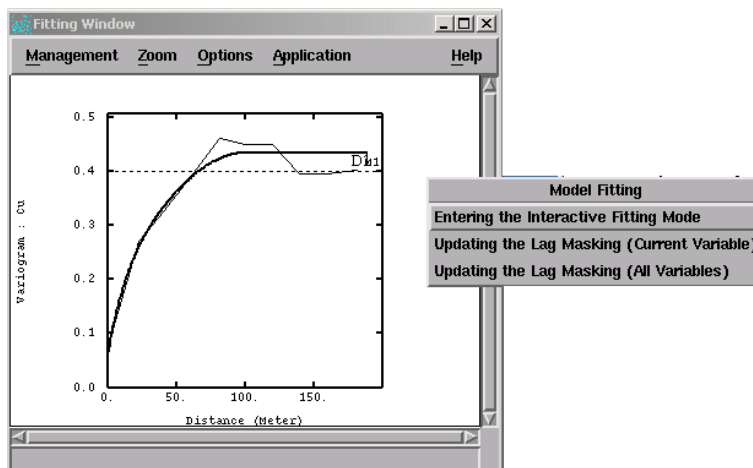 Fitting Window
Management Zoom Options Application Help
0.5
0.4
0.3
0.2
0.1
0.0
Variogram : Cu
0. 50. 100. 150.
Distance (Meter)
Model Fitting
Entering the Interactive Fitting Mode
Updating the Lag Masking (Current Variable)
Updating the Lag Masking (All Variables)